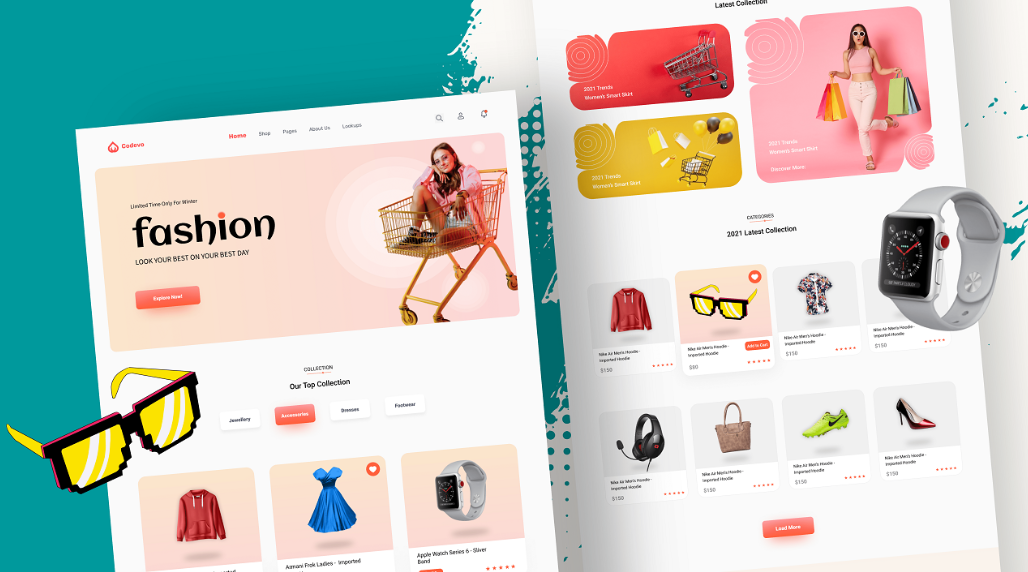 Codevo
Home
Shop
Pages
About Us
Lookups
Limited Time Only For Winter
fashion
LOOK YOUR BEST ON YOUR BEST DAY
Explore Now!
COLLECTION
Our Top Collection
Jewellery
Accessories
Dresses
Footwear
Aamani Frok Ladies - Imported
Apple Watch Series 6 - Silver
Band
Latest Collection
2021 Trends
Women's Smart Skirt
2021 Trends
Women's Smart Skirt
2021 Trends
Women's Smart Skirt
Discover More
CATEGORIES
2021 Latest Collection
Nike Air Men's Hoodie -
Imported Hoodie
$150
Nike Air Men's Hoodie -
Imported Hoodie
Add to Cart
$80
Nike Air Men's Hoodie -
Imported Hoodie
$150
Nike Air Men's Hoodie -
Imported Hoodie
$150
Nike Air Men's Hoodie -
Imported Hoodie
$150
Nike Air Men's Hoodie -
Imported Hoodie
$150
Nike Air Men's Hoodie -
Imported Hoodie
$150
Nike Air Men's Hoodie -
Imported Hoodie
$150
Load More